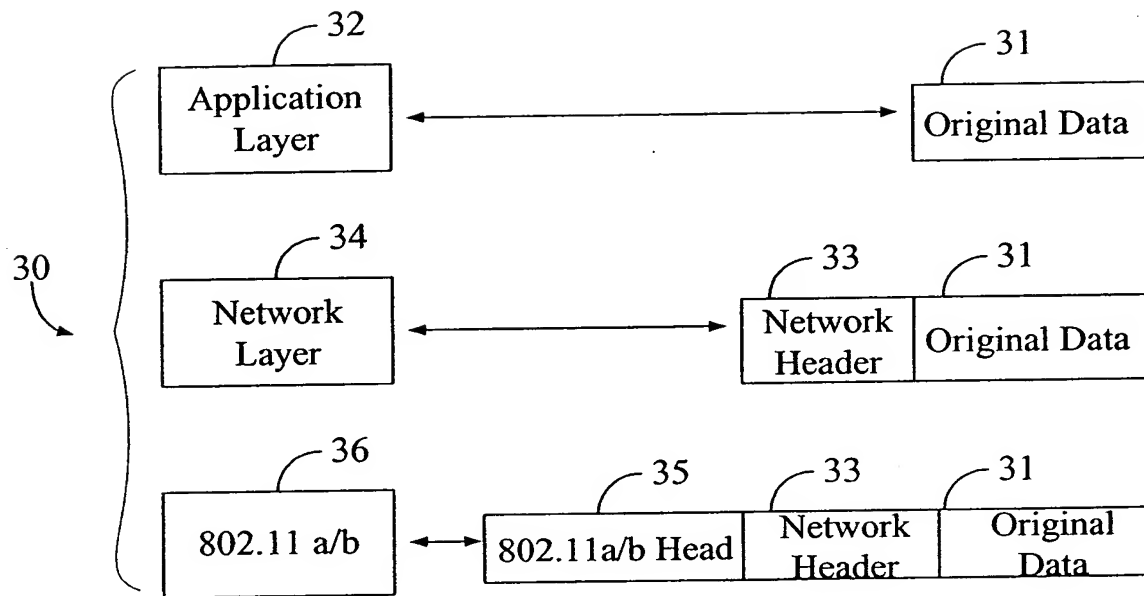 32
31
Application
Layer
Original Data
34
33
31
30
Network
Layer
Network
Header
Original Data
36
35
33
31
802.11 a/b
802.11a/b Head
Network
Header
Original
Data